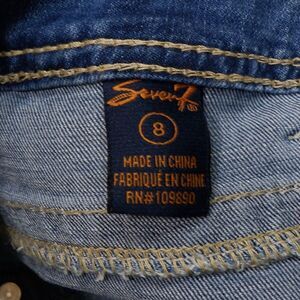 Seven7
8
MADE IN CHINA
FABRIQUÉ EN CHINE
RN#109890